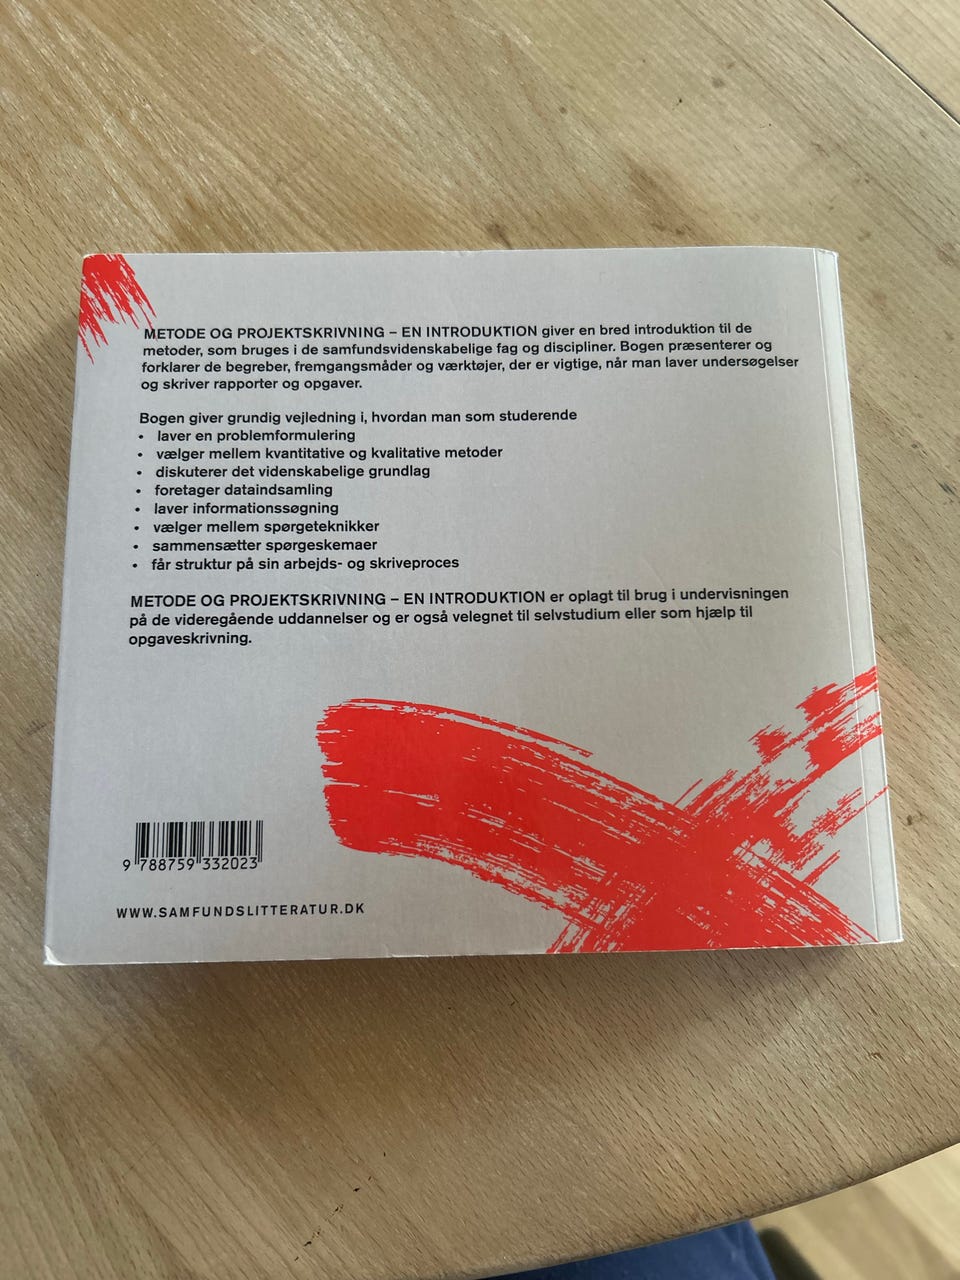 METODE OG PROJEKTSKRIVNING – EN INTRODUKTION giver en bred introduktion til de
metoder, som bruges i de samfundsvidenskabelige fag og discipliner. Bogen præsenterer og
forklarer de begreber, fremgangsmåder og værktøjer, der er vigtige, når man laver undersøgelser
og skriver rapporter og opgaver.
Bogen giver grundig vejledning i, hvordan man som studerende
• laver en problemformulering
• vælger mellem kvantitative og kvalitative metoder
• diskuterer det videnskabelige grundlag
• foretager dataindsamling
• laver informationssøgning
• vælger mellem spørgeteknikker
• sammensætter spørgeskemaer
• får struktur på sin arbejds- og skriveproces
METODE OG PROJEKTSKRIVNING – EN INTRODUKTION er oplagt til brug i undervisningen
på de videregående uddannelser og er også velegnet til selvstudium eller som hjælp til
opgaveskrivning.
9 788759 332023
WWW.SAMFUNDSLITTERATUR.DK